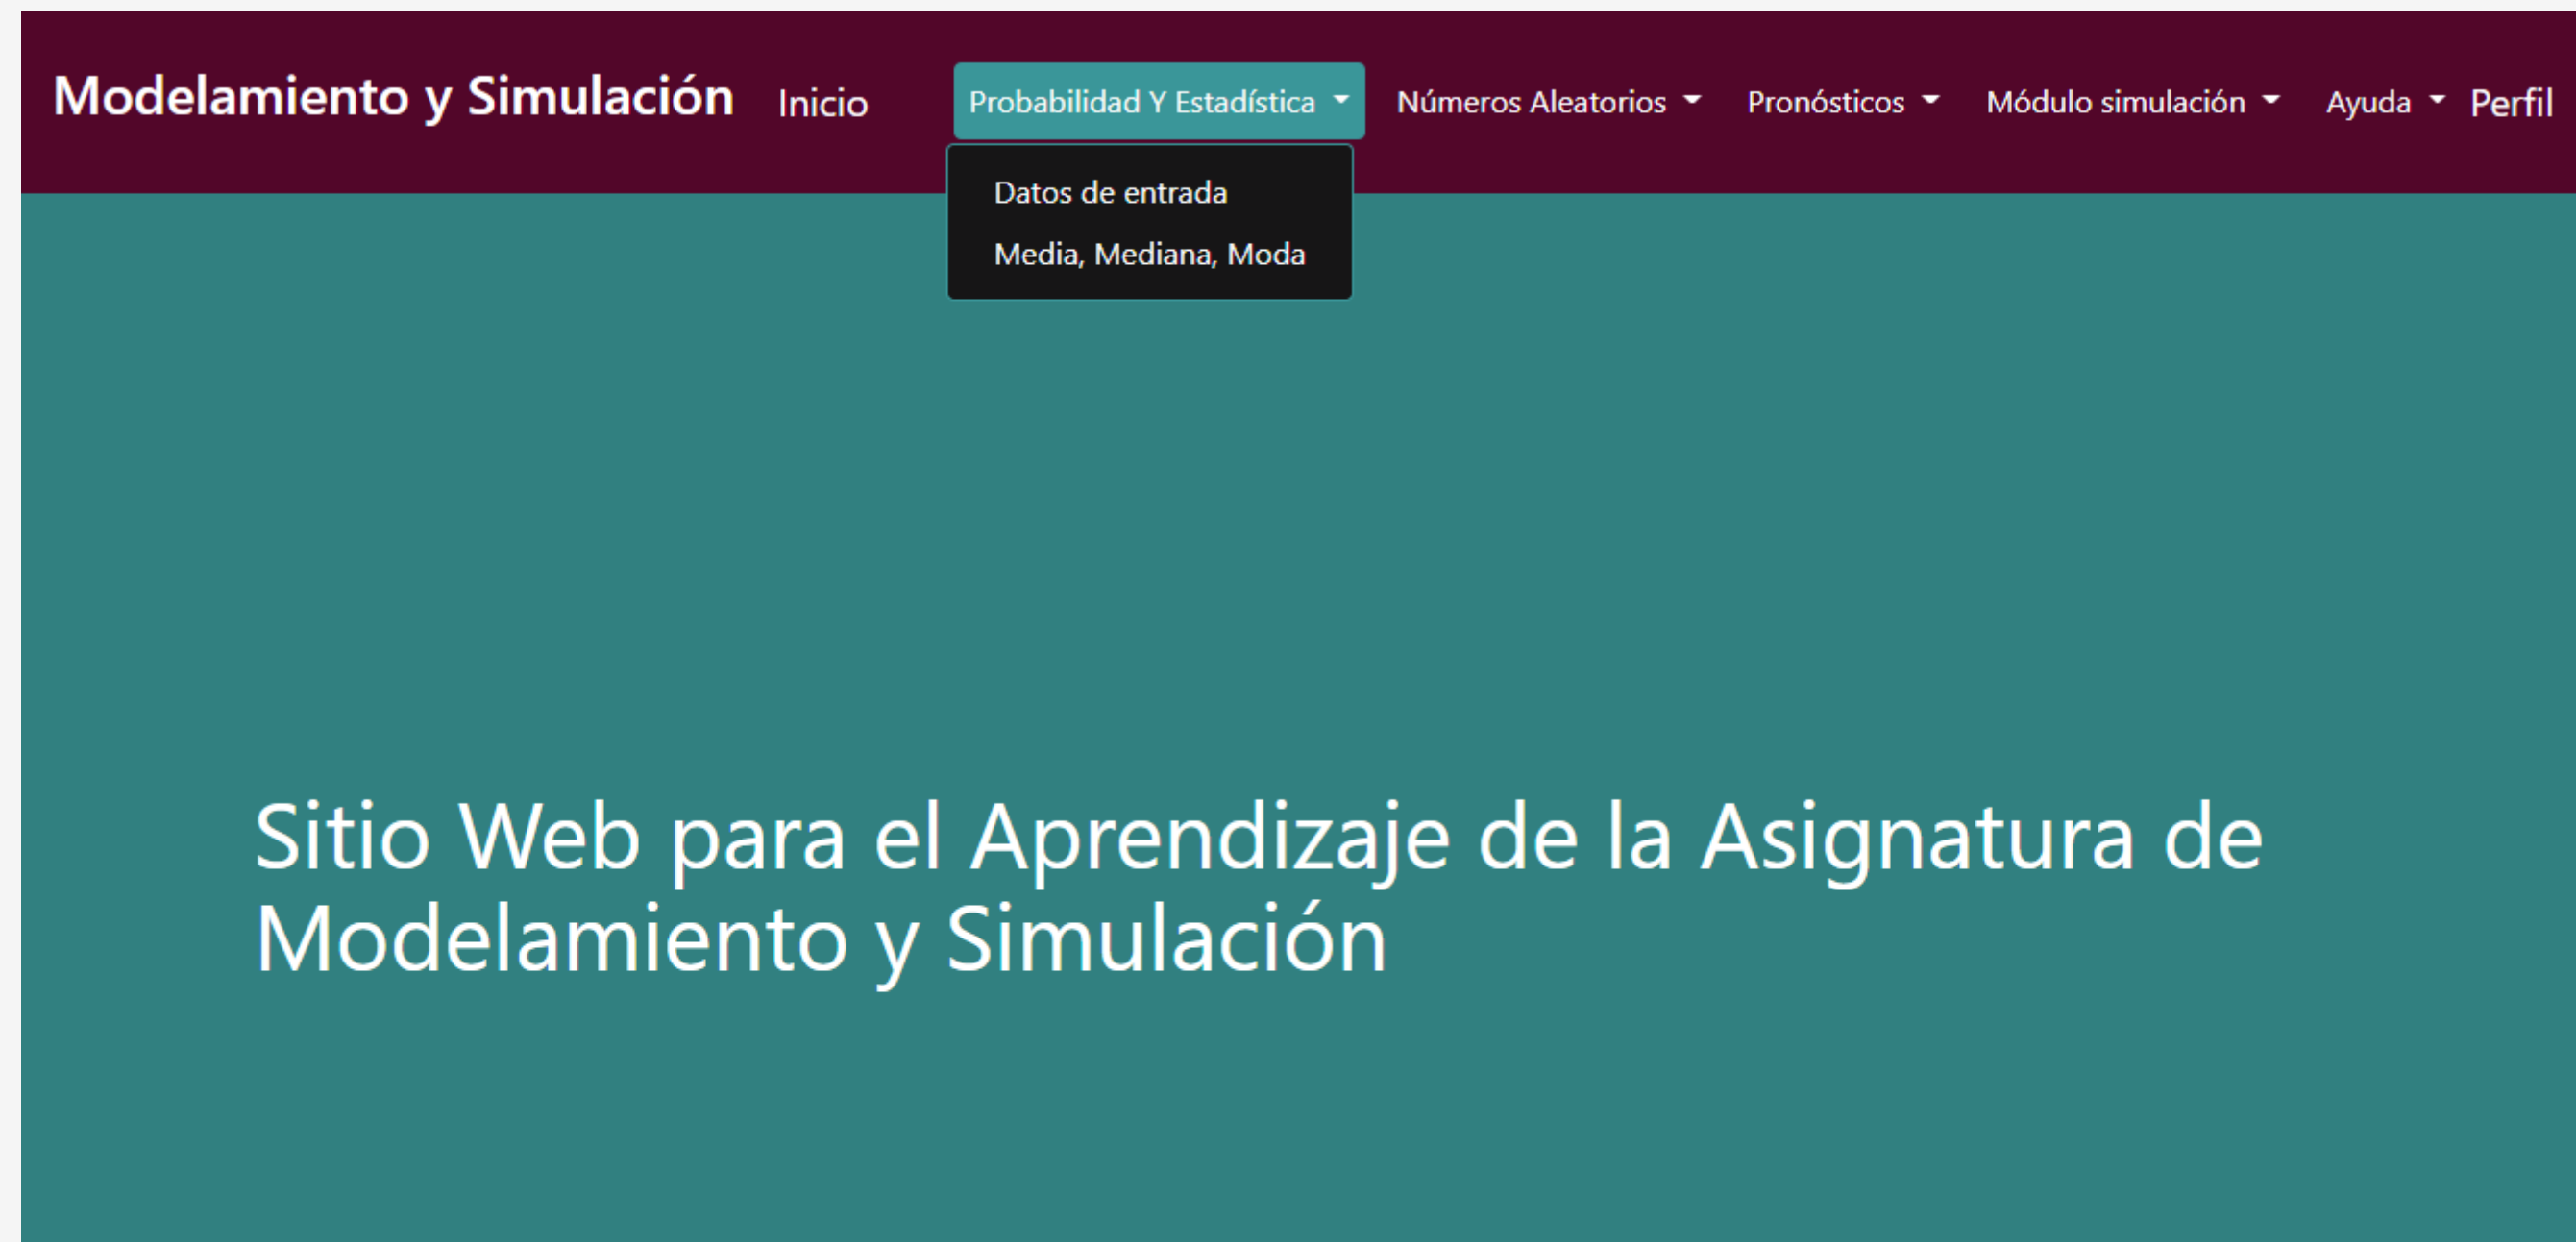 Modelamiento y Simulación Inicio Probabilidad Y Estadística Números Aleatorios Pronósticos Módulo simulación Ayuda Perfil
Datos de entrada
Media, Mediana, Moda
Sitio Web para el Aprendizaje de la Asignatura de
Modelamiento y Simulación